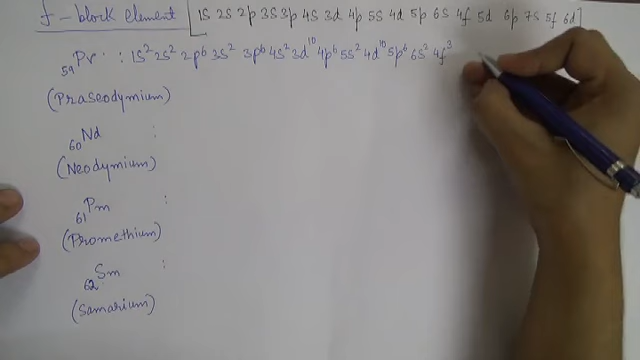 f-block element [1S 2S 2p 3S 3p 4S 3d 4p 5S 4d 5p 6S 4f 5d 6p 7S 5f 6d]
₅₉Pr : 1S² 2S² 2p⁶ 3S² 3p⁶ 4S² 3d¹⁰ 4p⁶ 5S² 4d¹⁰ 5p⁶ 6S² 4f³
(Praseodymium)
₆₀Nd :
(Neodymium)
₆₁Pm :
(Promethium)
₆₂Sm :
(Samarium)